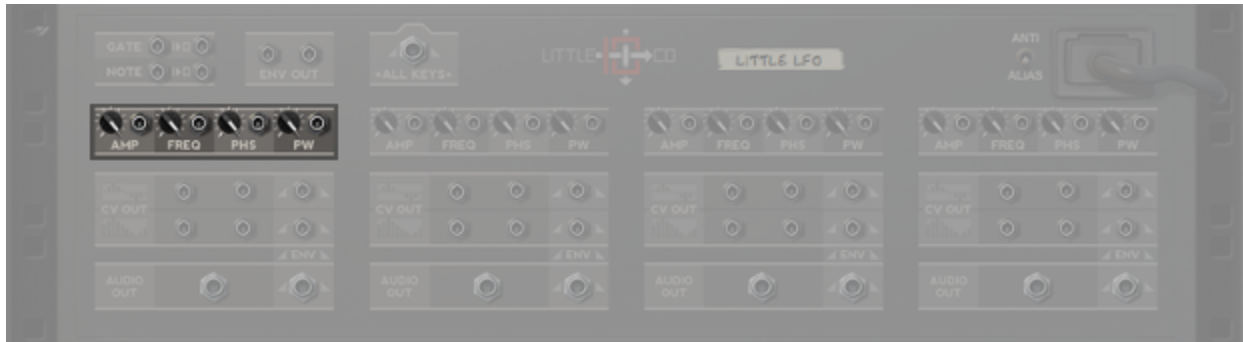 GATE
NOTE
ENV OUT
•ALL KEYS•
LITTLE CO
LITTLE LFO
ANTI
ALIAS
AMP FREQ PHS PW
AMP FREQ PHS PW
AMP FREQ PHS PW
AMP FREQ PHS PW
CV OUT
CV OUT
CV OUT
CV OUT
ENV
ENV
ENV
ENV
AUDIO
OUT
AUDIO
OUT
AUDIO
OUT
AUDIO
OUT